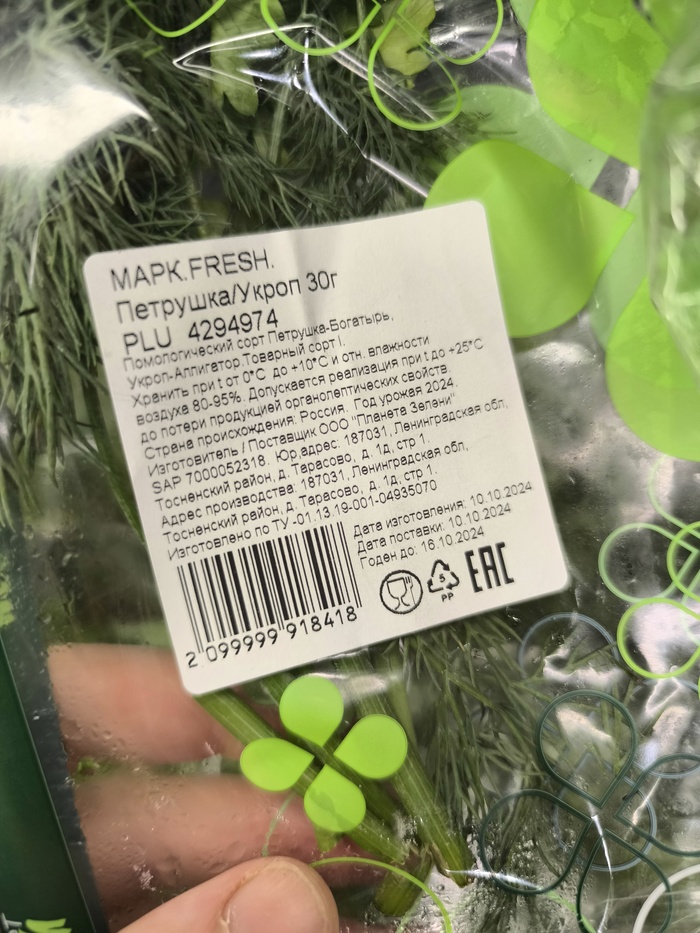 МАРК.FRESH.
Петрушка/Укроп 30г
PLU 4294974
Помологический сорт Петрушка-Богатырь,
Укроп-Аллигатор.Товарный сорт I.
Хранить при t от 0°С до +10°С и отн. влажности
воздуха 80-95%. Допускается реализация при t до +25°С
до потери продукцией органолептических свойств.
Страна происхождения: Россия. Год урожая 2024.
Изготовитель / Поставщик ООО "Планета Зелени"
SAP 7000052318. Юр.адрес: 187031, Ленинградская обл,
Тосненский район, д. Тарасово, д. 1д, стр 1.
Адрес производства: 187031, Ленинградская обл,
Тосненский район, д. Тарасово, д. 1д, стр 1.
Изготовлено по ТУ -01.13.19-001-04935070
Дата изготовления: 10.10.2024
Дата поставки: 10.10.2024
Годен до: 16.10.2024
2 099999 918418
5
PP
EAC